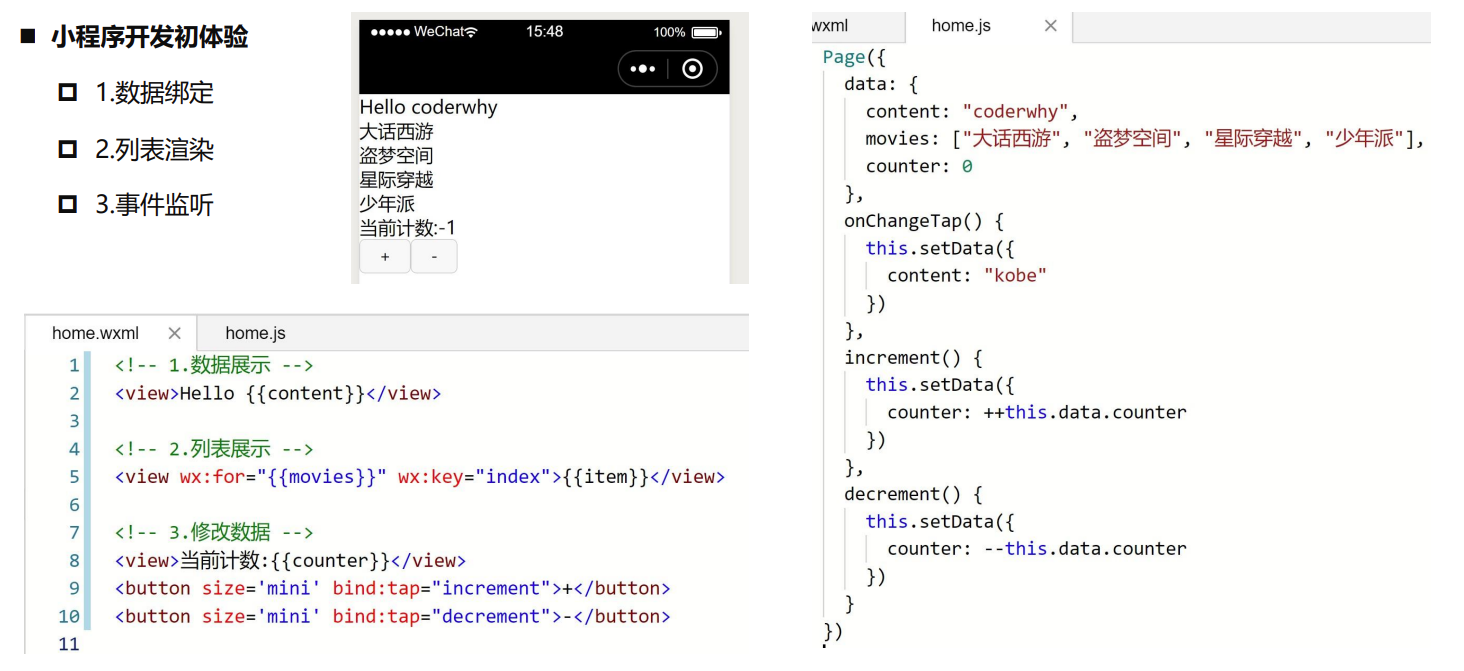 小程序开发初体验
1.数据绑定
2.列表渲染
3.事件监听
WeChat 15:48 100%
Hello coderwhy
大话西游
盗梦空间
星际穿越
少年派
当前计数:-1
+ -
home.wxml × home.js
1 <!-- 1.数据展示 -->
2 <view>Hello {{content}}</view>
3
4 <!-- 2.列表展示 -->
5 <view wx:for="{{movies}}" wx:key="index">{{item}}</view>
6
7 <!-- 3.修改数据 -->
8 <view>当前计数:{{counter}}</view>
9 <button size='mini' bind:tap="increment">+</button>
10 <button size='mini' bind:tap="decrement">-</button>
11
wxml home.js ×
Page({
data: {
content: "coderwhy",
movies: ["大话西游", "盗梦空间", "星际穿越", "少年派"],
counter: 0
},
onChangeTap() {
this.setData({
content: "kobe"
})
},
increment() {
this.setData({
counter: ++this.data.counter
})
},
decrement() {
this.setData({
counter: --this.data.counter
})
}
})